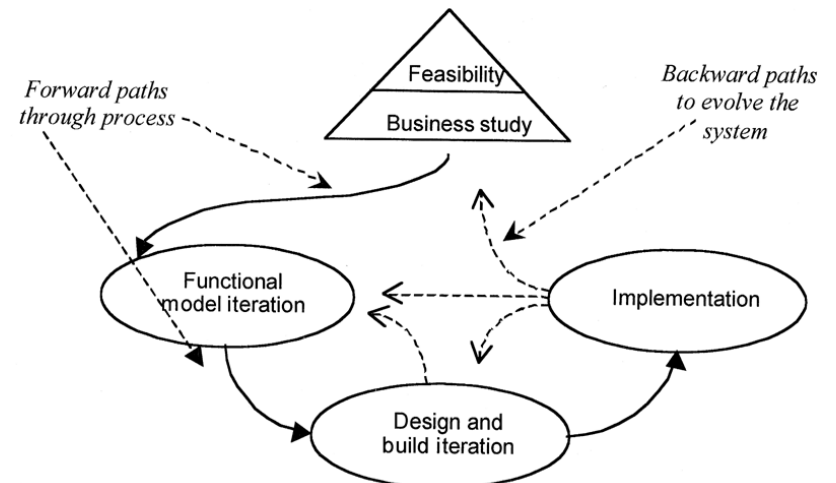 Feasibility
Business study
Forward paths
through process
Backward paths
to evolve the
system
Functional
model iteration
Implementation
Design and
build iteration